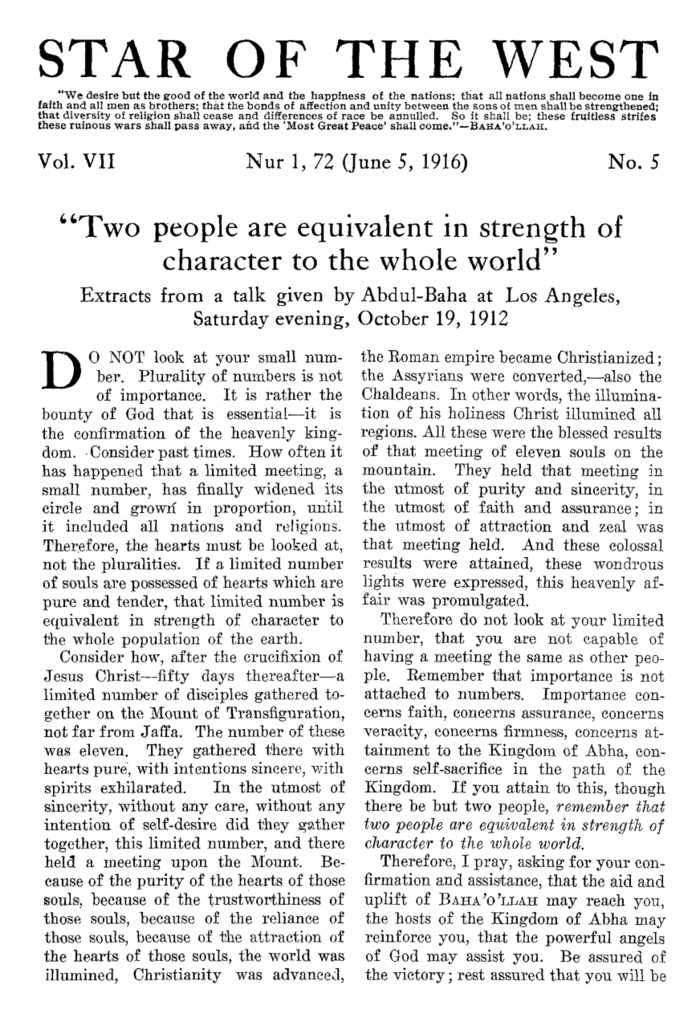 STAR OF THE WEST
"We desire but the good of the world and the happiness of the nations; that all nations shall become one in
faith and all men as brothers; that the bonds of affection and unity between the sons of men shall be strengthened;
that diversity of religion shall cease and differences of race be annulled. So it shall be; these fruitless strifes
these ruinous wars shall pass away, and the 'Most Great Peace' shall come."—BAHA'O'LLAH.
Vol. VII Nur 1, 72 (June 5, 1916) No. 5
"Two people are equivalent in strength of
character to the whole world"
Extracts from a talk given by Abdul-Baha at Los Angeles,
Saturday evening, October 19, 1912
DO NOT look at your small num-
ber. Plurality of numbers is not
of importance. It is rather the
bounty of God that is essential—it is
the confirmation of the heavenly king-
dom. Consider past times. How often it
has happened that a limited meeting, a
small number, has finally widened its
circle and grown in proportion, until
it included all nations and religions.
Therefore, the hearts must be looked at,
not the pluralities. If a limited number
of souls are possessed of hearts which are
pure and tender, that limited number is
equivalent in strength of character to
the whole population of the earth.
Consider how, after the crucifixion of
Jesus Christ—fifty days thereafter—a
limited number of disciples gathered to-
gether on the Mount of Transfiguration,
not far from Jaffa. The number of these
was eleven. They gathered there with
hearts pure, with intentions sincere, with
spirits exhilarated. In the utmost of
sincerity, without any care, without any
intention of self-desire did they gather
together, this limited number, and there
held a meeting upon the Mount. Be-
cause of the purity of the hearts of those
souls, because of the trustworthiness of
those souls, because of the reliance of
those souls, because of the attraction of
the hearts of those souls, the world was
illumined, Christianity was advanced,
the Roman empire became Christianized;
the Assyrians were converted,—also the
Chaldeans. In other words, the illumina-
tion of his holiness Christ illumined all
regions. All these were the blessed results
of that meeting of eleven souls on the
mountain. They held that meeting in
the utmost of purity and sincerity, in
the utmost of faith and assurance; in
the utmost of attraction and zeal was
that meeting held. And these colossal
results were attained, these wondrous
lights were expressed, this heavenly af-
fair was promulgated.
Therefore do not look at your limited
number, that you are not capable of
having a meeting the same as other peo-
ple. Remember that importance is not
attached to numbers. Importance con-
cerns faith, concerns assurance, concerns
veracity, concerns firmness, concerns at-
tainment to the Kingdom of Abha, con-
cerns self-sacrifice in the path of the
Kingdom. If you attain to this, though
there be but two people, remember that
two people are equivalent in strength of
character to the whole world.
Therefore, I pray, asking for your con-
firmation and assistance, that the aid and
uplift of BAHA'O'LLAH may reach you,
the hosts of the Kingdom of Abha may
reinforce you, that the powerful angels
of God may assist you. Be assured of
the victory; rest assured that you will be